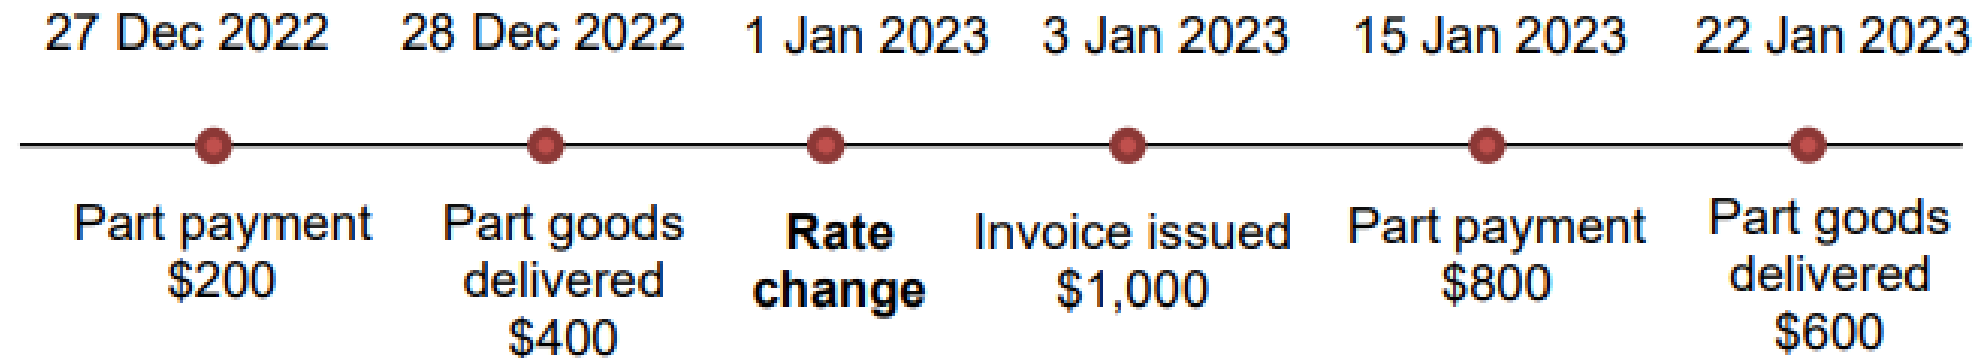 27 Dec 2022
28 Dec 2022
1 Jan 2023
3 Jan 2023
15 Jan 2023
22 Jan 2023
Part payment
$200
Part goods
delivered
$400
Rate
change
Invoice issued
$1,000
Part payment
$800
Part goods
delivered
$600